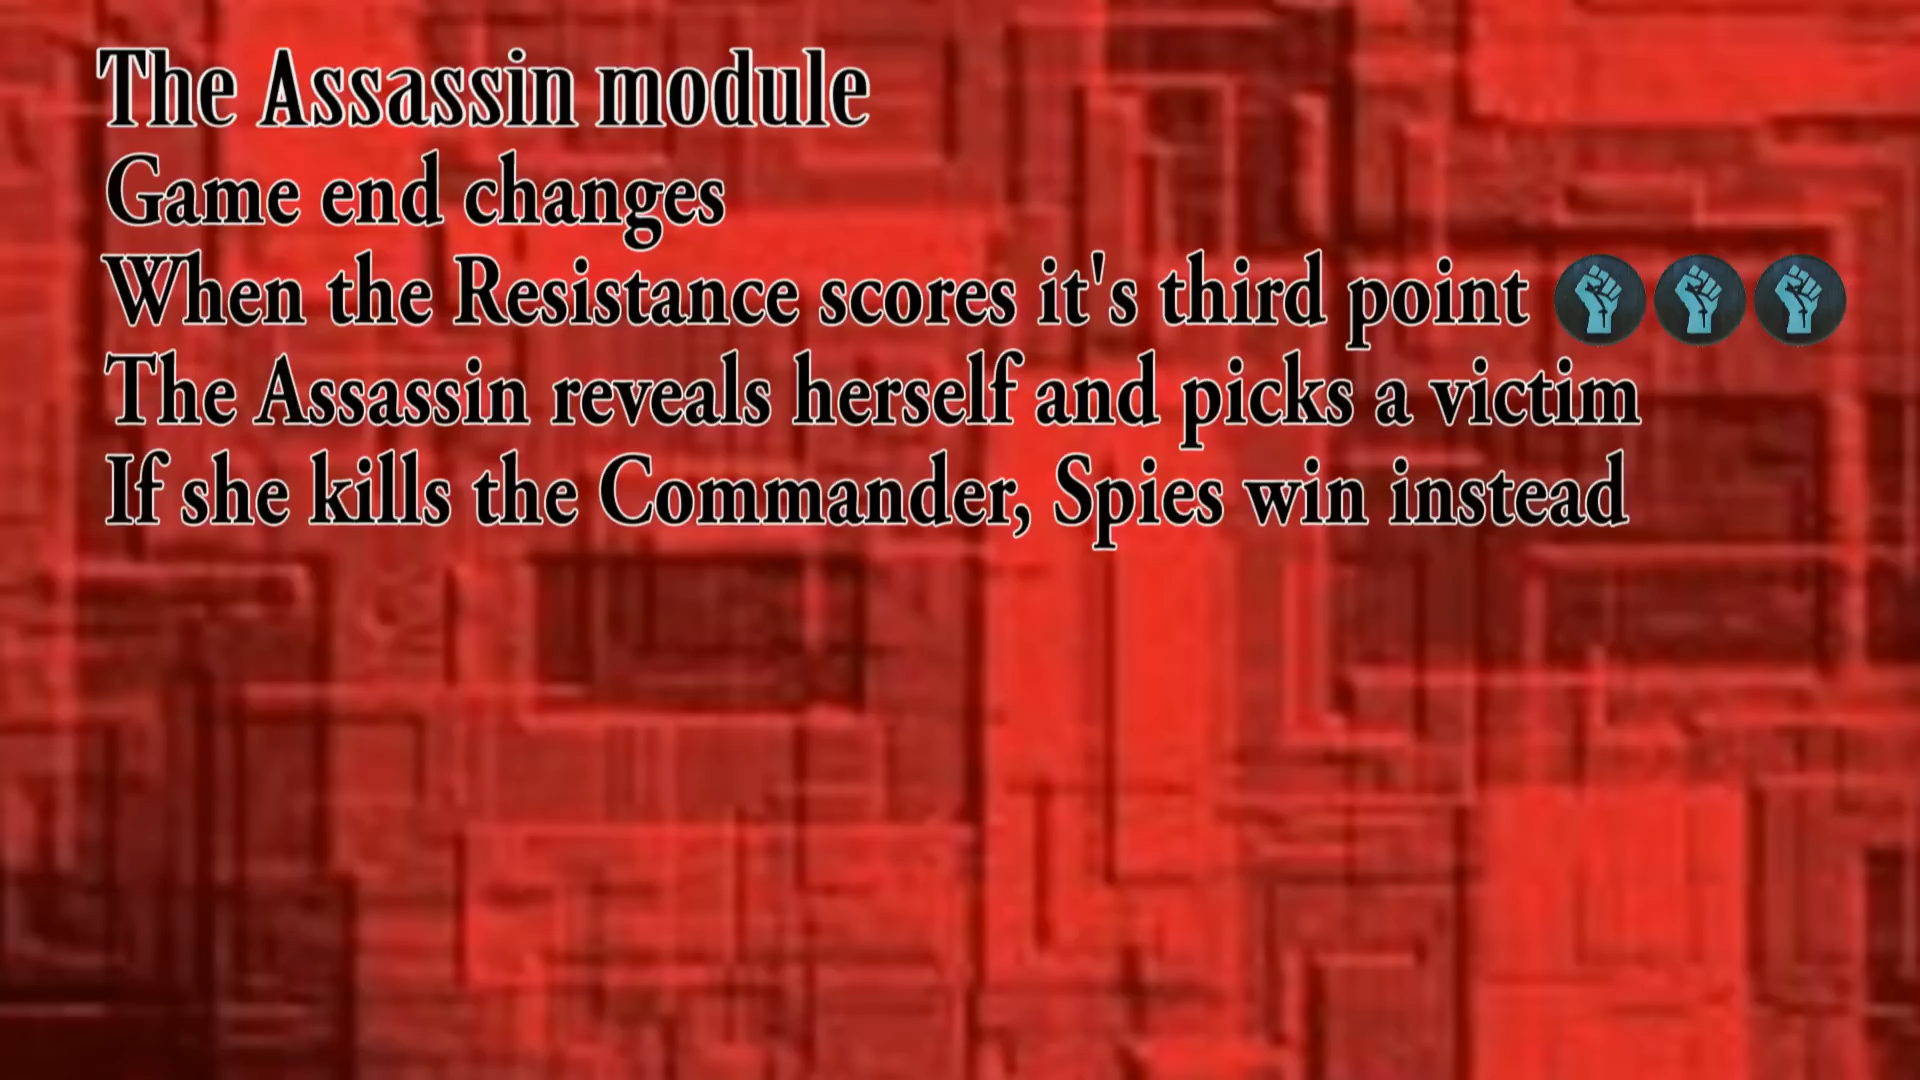 The Assassin module
Game end changes
When the Resistance scores it's third point
The Assassin reveals herself and picks a victim
If she kills the Commander, Spies win instead